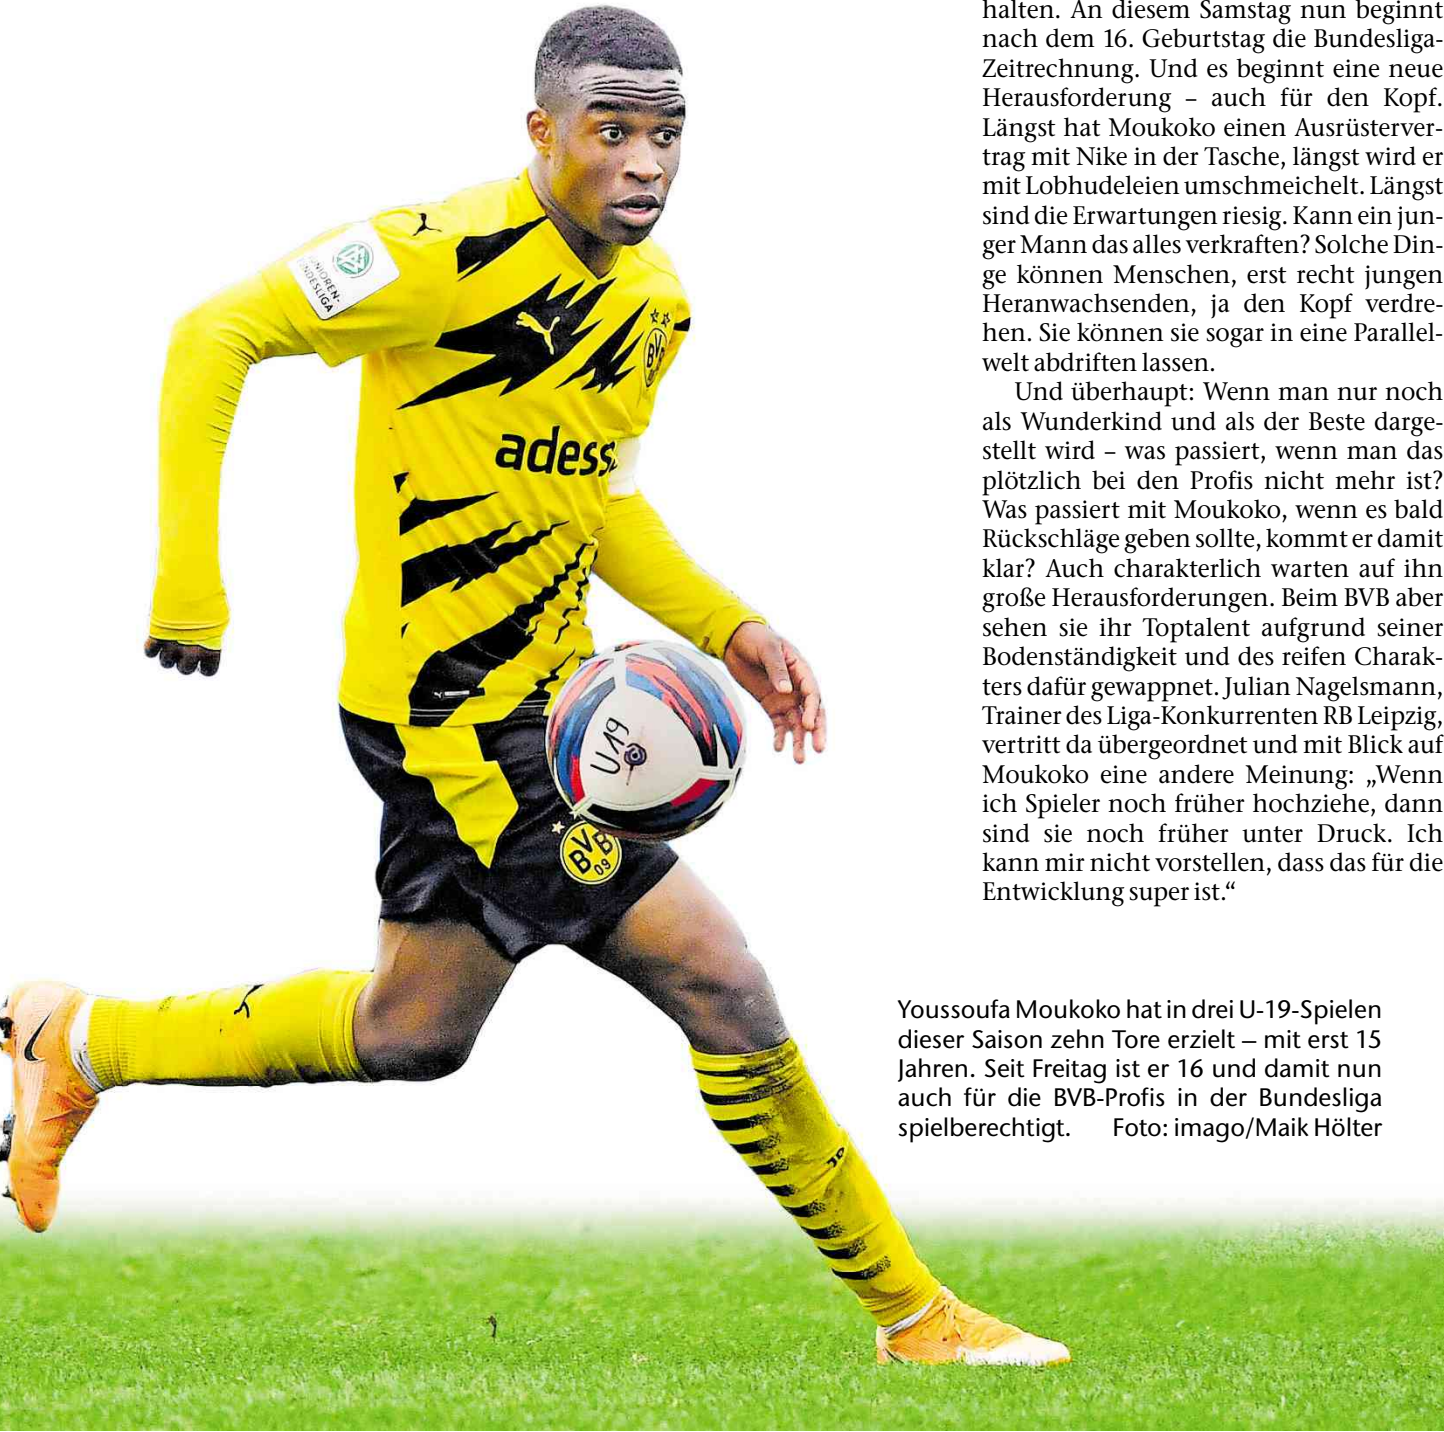 halten. An diesem Samstag nun beginnt
nach dem 16. Geburtstag die Bundesliga-
Zeitrechnung. Und es beginnt eine neue
Herausforderung – auch für den Kopf.
Längst hat Moukoko einen Ausrüsterver-
trag mit Nike in der Tasche, längst wird er
mit Lobhudeleien umschmeichelt. Längst
sind die Erwartungen riesig. Kann ein jun-
ger Mann das alles verkraften? Solche Din-
ge können Menschen, erst recht jungen
Heranwachsenden, ja den Kopf verdre-
hen. Sie können sie sogar in eine Parallel-
welt abdriften lassen.
Und überhaupt: Wenn man nur noch
als Wunderkind und als der Beste darge-
stellt wird – was passiert, wenn man das
plötzlich bei den Profis nicht mehr ist?
Was passiert mit Moukoko, wenn es bald
Rückschläge geben sollte, kommt er damit
klar? Auch charakterlich warten auf ihn
große Herausforderungen. Beim BVB aber
sehen sie ihr Toptalent aufgrund seiner
Bodenständigkeit und des reifen Charak-
ters dafür gewappnet. Julian Nagelsmann,
Trainer des Liga-Konkurrenten RB Leipzig,
vertritt da übergeordnet und mit Blick auf
Moukoko eine andere Meinung: „Wenn
ich Spieler noch früher hochziehe, dann
sind sie noch früher unter Druck. Ich
kann mir nicht vorstellen, dass das für die
Entwicklung super ist.“
Youssoufa Moukoko hat in drei U-19-Spielen
dieser Saison zehn Tore erzielt – mit erst 15
Jahren. Seit Freitag ist er 16 und damit nun
auch für die BVB-Profis in der Bundesliga
spielberechtigt. Foto: imago/Maik Hölter
BVB
adess
U19
BVB
09